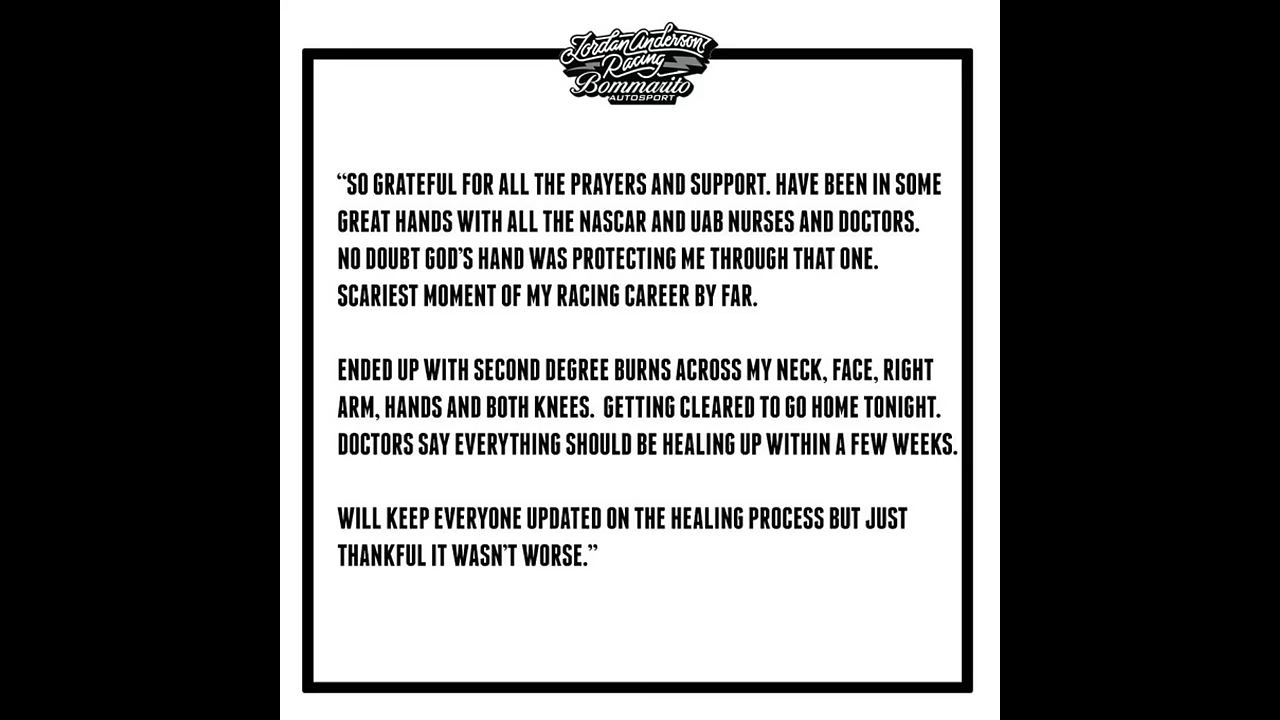 Jordan Anderson
Racing
Bommarito
AUTOSPORT
“SO GRATEFUL FOR ALL THE PRAYERS AND SUPPORT. HAVE BEEN IN SOME
GREAT HANDS WITH ALL THE NASCAR AND UAB NURSES AND DOCTORS.
NO DOUBT GOD’S HAND WAS PROTECTING ME THROUGH THAT ONE.
SCARIEST MOMENT OF MY RACING CAREER BY FAR.
ENDED UP WITH SECOND DEGREE BURNS ACROSS MY NECK, FACE, RIGHT
ARM, HANDS AND BOTH KNEES. GETTING CLEARED TO GO HOME TONIGHT.
DOCTORS SAY EVERYTHING SHOULD BE HEALING UP WITHIN A FEW WEEKS.
WILL KEEP EVERYONE UPDATED ON THE HEALING PROCESS BUT JUST
THANKFUL IT WASN’T WORSE.”